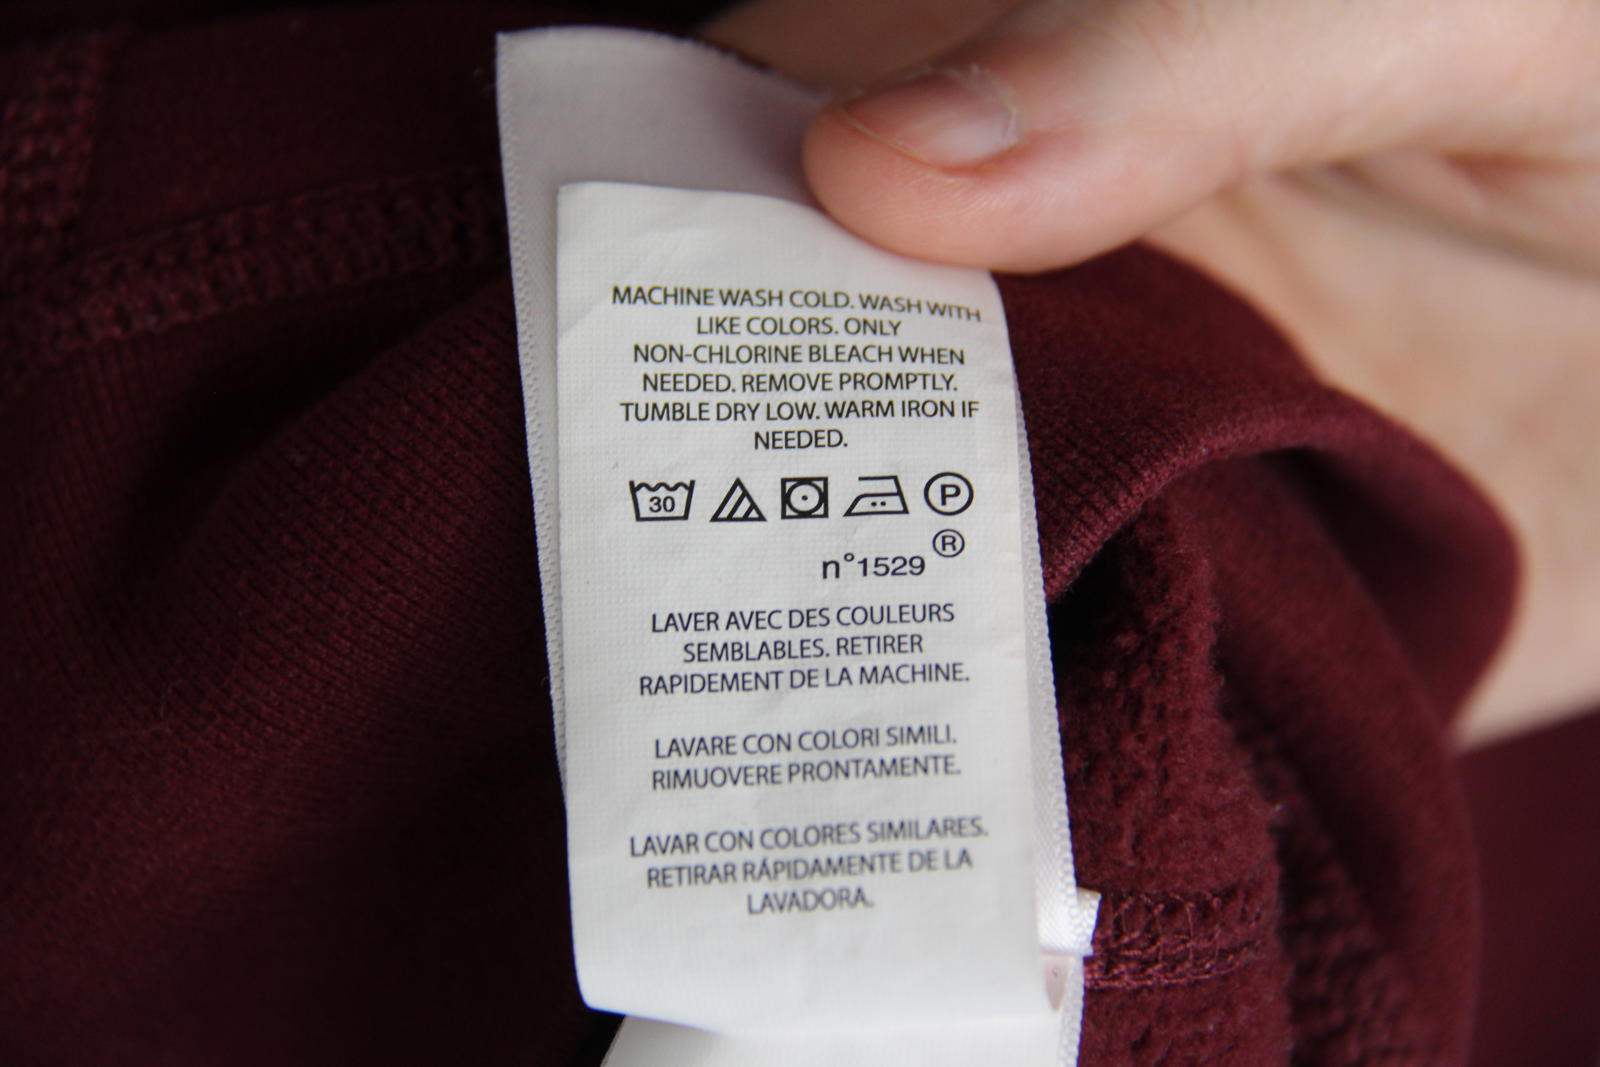 MACHINE WASH COLD. WASH WITH
LIKE COLORS. ONLY
NON-CHLORINE BLEACH WHEN
NEEDED. REMOVE PROMPTLY.
TUMBLE DRY LOW. WARM IRON IF
NEEDED.
30 P
n°1529 ®
LAVER AVEC DES COULEURS
SEMBLABLES. RETIRER
RAPIDEMENT DE LA MACHINE.
LAVARE CON COLORI SIMILI.
RIMUOVERE PRONTAMENTE.
LAVAR CON COLORES SIMILARES.
RETIRAR RÁPIDAMENTE DE LA
LAVADORA.